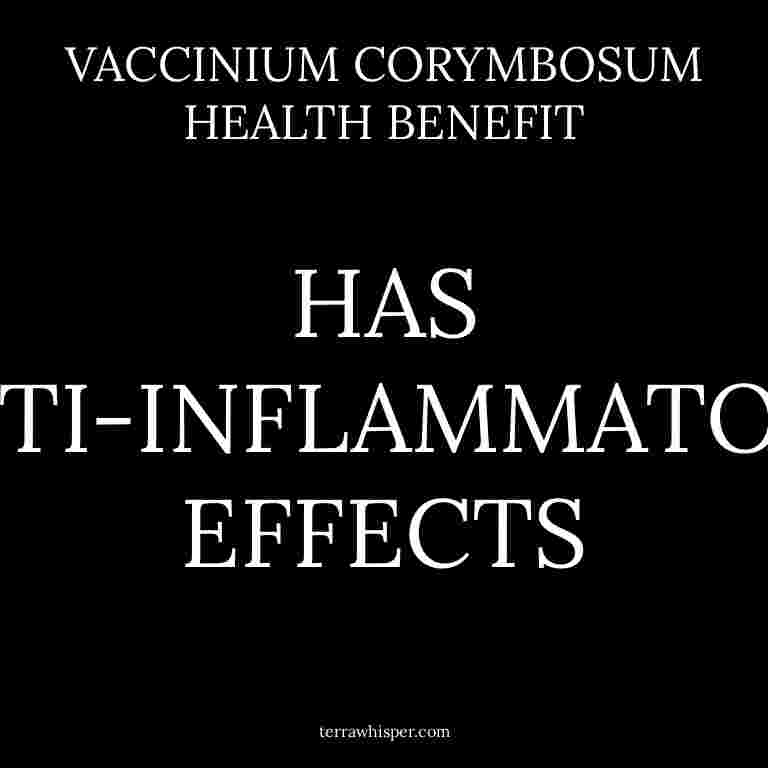 VACCINIUM CORYMBOSUM
HEALTH BENEFIT
HAS
TI-INFLAMMATO
EFFECTS
terrawhisper.com